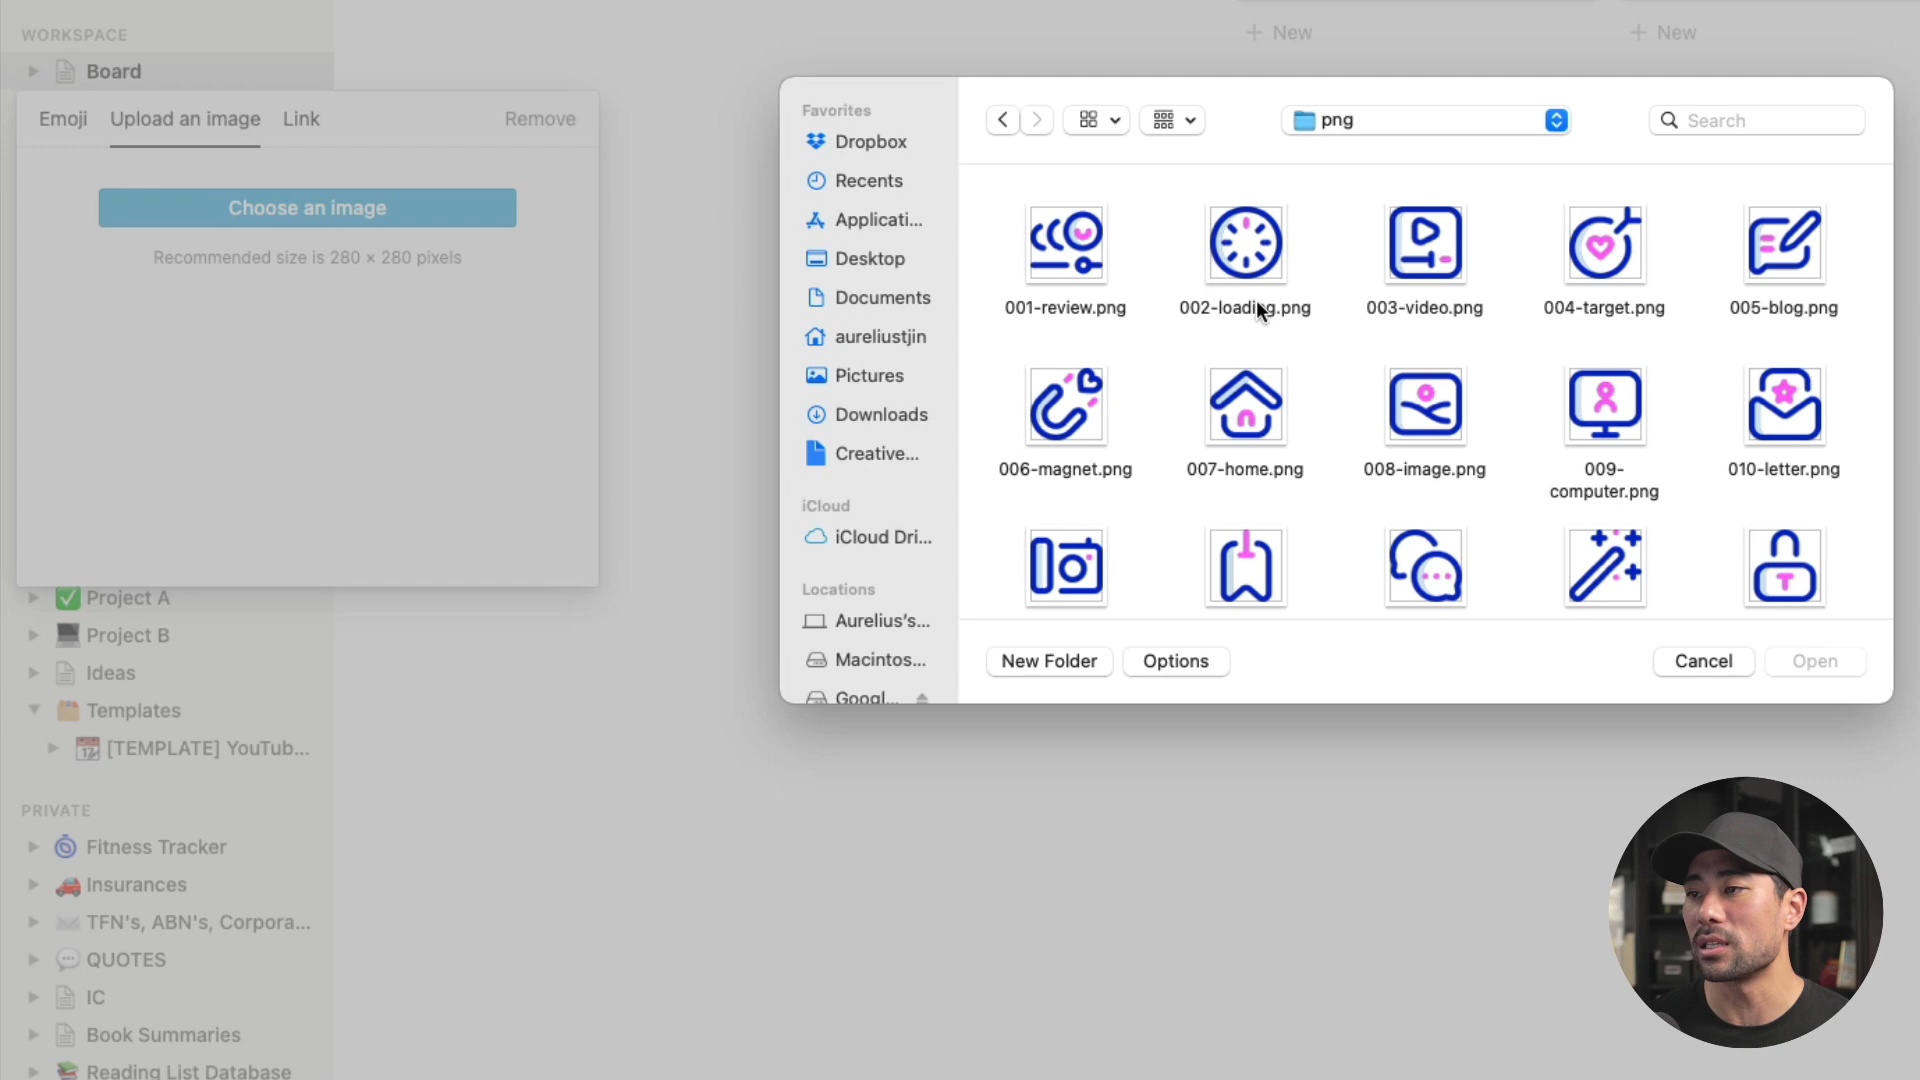 WORKSPACE
Board
Emoji
Upload an image
Link
Remove
Choose an image
Recommended size is 280 × 280 pixels
Project A
Project B
Ideas
Templates
[TEMPLATE] YouTub...
PRIVATE
Fitness Tracker
Insurances
TFN's, ABN's, Corpora...
QUOTES
IC
Book Summaries
Reading List Database
New
New
Favorites
Dropbox
Recents
Applicati...
Desktop
Documents
aureliustjin
Pictures
Downloads
Creative...
iCloud
iCloud Dri...
Locations
Aurelius's...
Macintos...
Googl...
png
Search
001-review.png
002-loading.png
003-video.png
004-target.png
005-blog.png
006-magnet.png
007-home.png
008-image.png
009-
computer.png
010-letter.png
New Folder
Options
Cancel
Open